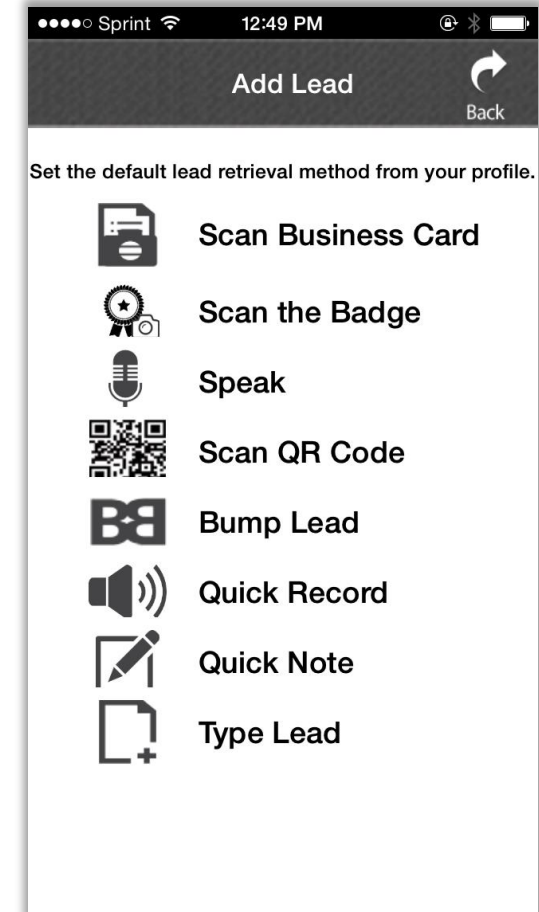 Sprint 12:49 PM
Add Lead
Back
Set the default lead retrieval method from your profile.
Scan Business Card
Scan the Badge
Speak
Scan QR Code
BB Bump Lead
Quick Record
Quick Note
Type Lead